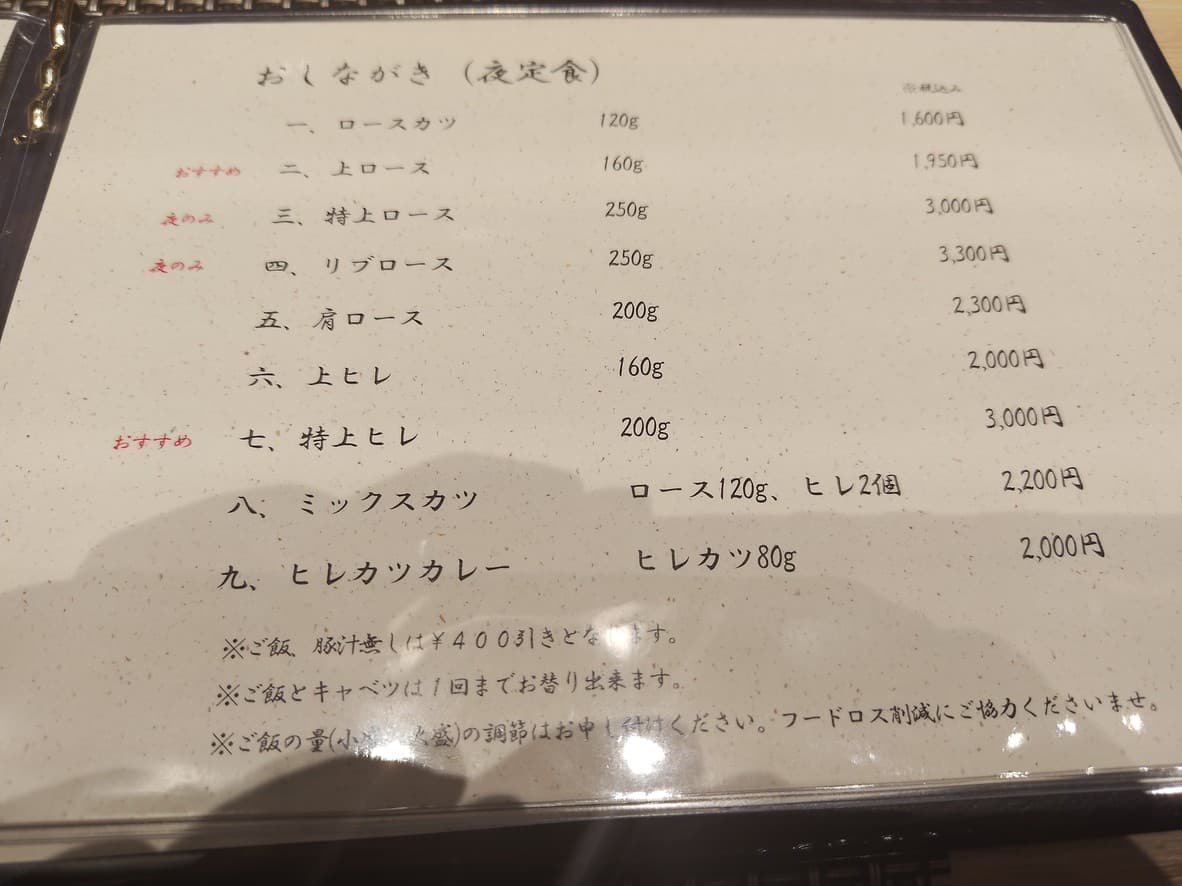 おしながき（夜定食）
※税込み
一、ロースカツ 120g 1,600円
おすすめ 二、上ロース 160g 1,950円
夜のみ 三、特上ロース 250g 3,000円
夜のみ 四、リブロース 250g 3,300円
五、肩ロース 200g 2,300円
六、上ヒレ 160g 2,000円
おすすめ 七、特上ヒレ 200g 3,000円
八、ミックスカツ ロース120g、ヒレ2個 2,200円
九、ヒレカツカレー ヒレカツ80g 2,000円
※ご飯、豚汁無しは￥４００引きとなります。
※ご飯とキャベツは１回までお替り出来ます。
※ご飯の量(小 大盛)の調節はお申し付けください。フードロス削減にご協力くださいませ。